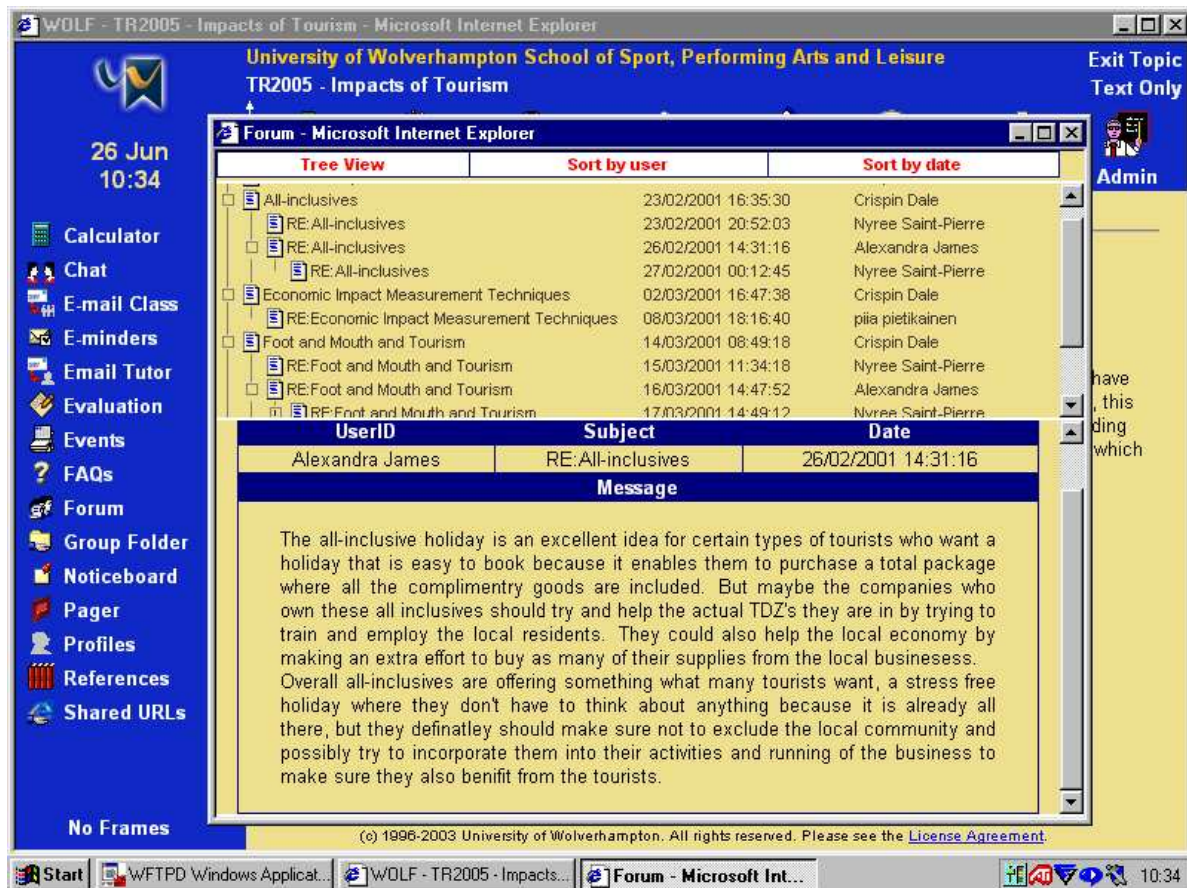 WOLF - TR2005 - Impacts of Tourism - Microsoft Internet Explorer
University of Wolverhampton School of Sport, Performing Arts and Leisure
TR2005 - Impacts of Tourism
Exit Topic
Text Only
Admin
26 Jun
10:34
Calculator
Chat
E-mail Class
E-minders
Email Tutor
Evaluation
Events
FAQs
Forum
Group Folder
Noticeboard
Pager
Profiles
References
Shared URLs
No Frames
Forum - Microsoft Internet Explorer
Tree View Sort by user Sort by date
All-inclusives 23/02/2001 16:35:30 Crispin Dale
RE:All-inclusives 23/02/2001 20:52:03 Nyree Saint-Pierre
RE:All-inclusives 26/02/2001 14:31:16 Alexandra James
RE:All-inclusives 27/02/2001 00:12:45 Nyree Saint-Pierre
Economic Impact Measurement Techniques 02/03/2001 16:47:38 Crispin Dale
RE:Economic Impact Measurement Techniques 08/03/2001 18:16:40 piia pietikainen
Foot and Mouth and Tourism 14/03/2001 08:49:18 Crispin Dale
RE:Foot and Mouth and Tourism 15/03/2001 11:34:18 Nyree Saint-Pierre
RE:Foot and Mouth and Tourism 16/03/2001 14:47:52 Alexandra James
RE:Foot and Mouth and Tourism 17/03/2001 14:49:12 Nyree Saint-Pierre
UserID Subject Date
Alexandra James RE:All-inclusives 26/02/2001 14:31:16
Message
The all-inclusive holiday is an excellent idea for certain types of tourists who want a
holiday that is easy to book because it enables them to purchase a total package
where all the complimentry goods are included. But maybe the companies who
own these all inclusives should try and help the actual TDZ's they are in by trying to
train and employ the local residents. They could also help the local economy by
making an extra effort to buy as many of their supplies from the local businesess.
Overall all-inclusives are offering something what many tourists want, a stress free
holiday where they don't have to think about anything because it is already all
there, but they definatley should make sure not to exclude the local community and
possibly try to incorporate them into their activities and running of the business to
make sure they also benifit from the tourists.
have
, this
ding
which
(c) 1996-2003 University of Wolverhampton. All rights reserved. Please see the License Agreement.
Start WFTPD Windows Applicat... WOLF - TR2005 - Impacts... Forum - Microsoft Int... 10:34